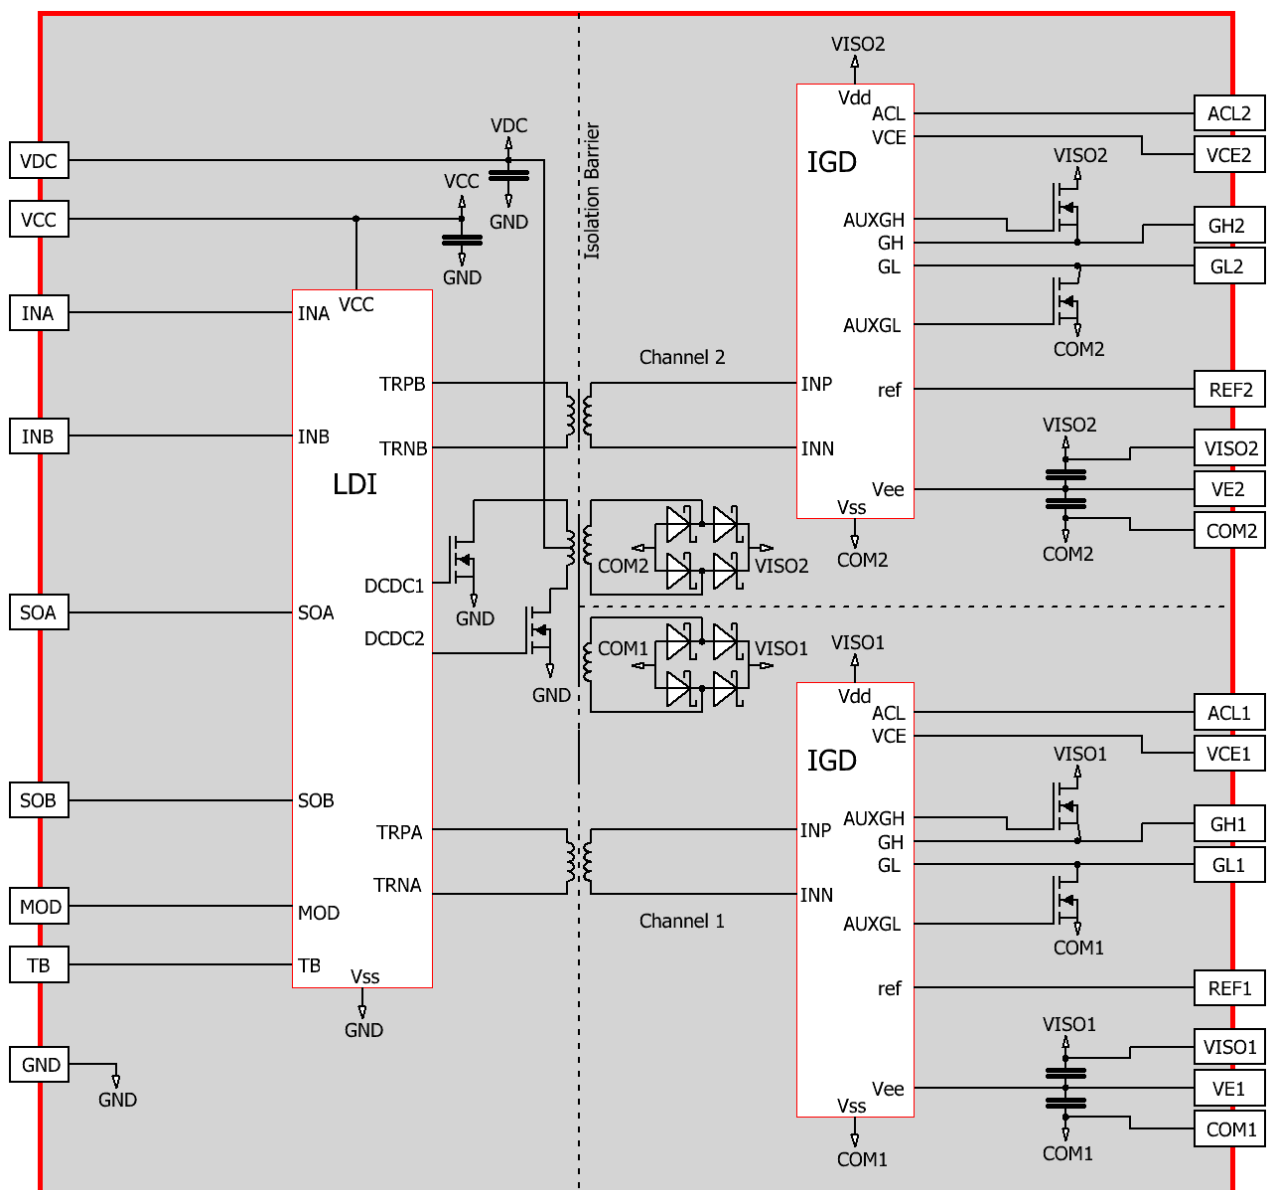 VISO2
Vdd
ACL
ACL2
VCE
VCE2
IGD
VDC
VDC
Isolation Barrier
VISO2
VCC
VCC
GND
AUXGH
GH
GH2
GL
GL2
GND
VCC
INA
INA
AUXGL
COM2
Channel 2
TRPB
INP
ref
REF2
INB
INB
TRNB
INN
VISO2
VISO2
LDI
Vee
VE2
Vss
COM2
COM2
COM2
COM2
VISO2
DCDC1
GND
SOA
SOA
DCDC2
COM1
VISO1
VISO1
GND
Vdd
ACL
ACL1
VCE
VCE1
IGD
VISO1
SOB
SOB
AUXGH
GH1
TRPA
INP
GH
GL
GL1
TRNA
INN
MOD
MOD
Channel 1
AUXGL
COM1
TB
TB
Vss
ref
REF1
GND
VISO1
VISO1
GND
GND
Vee
VE1
Vss
COM1
COM1
COM1